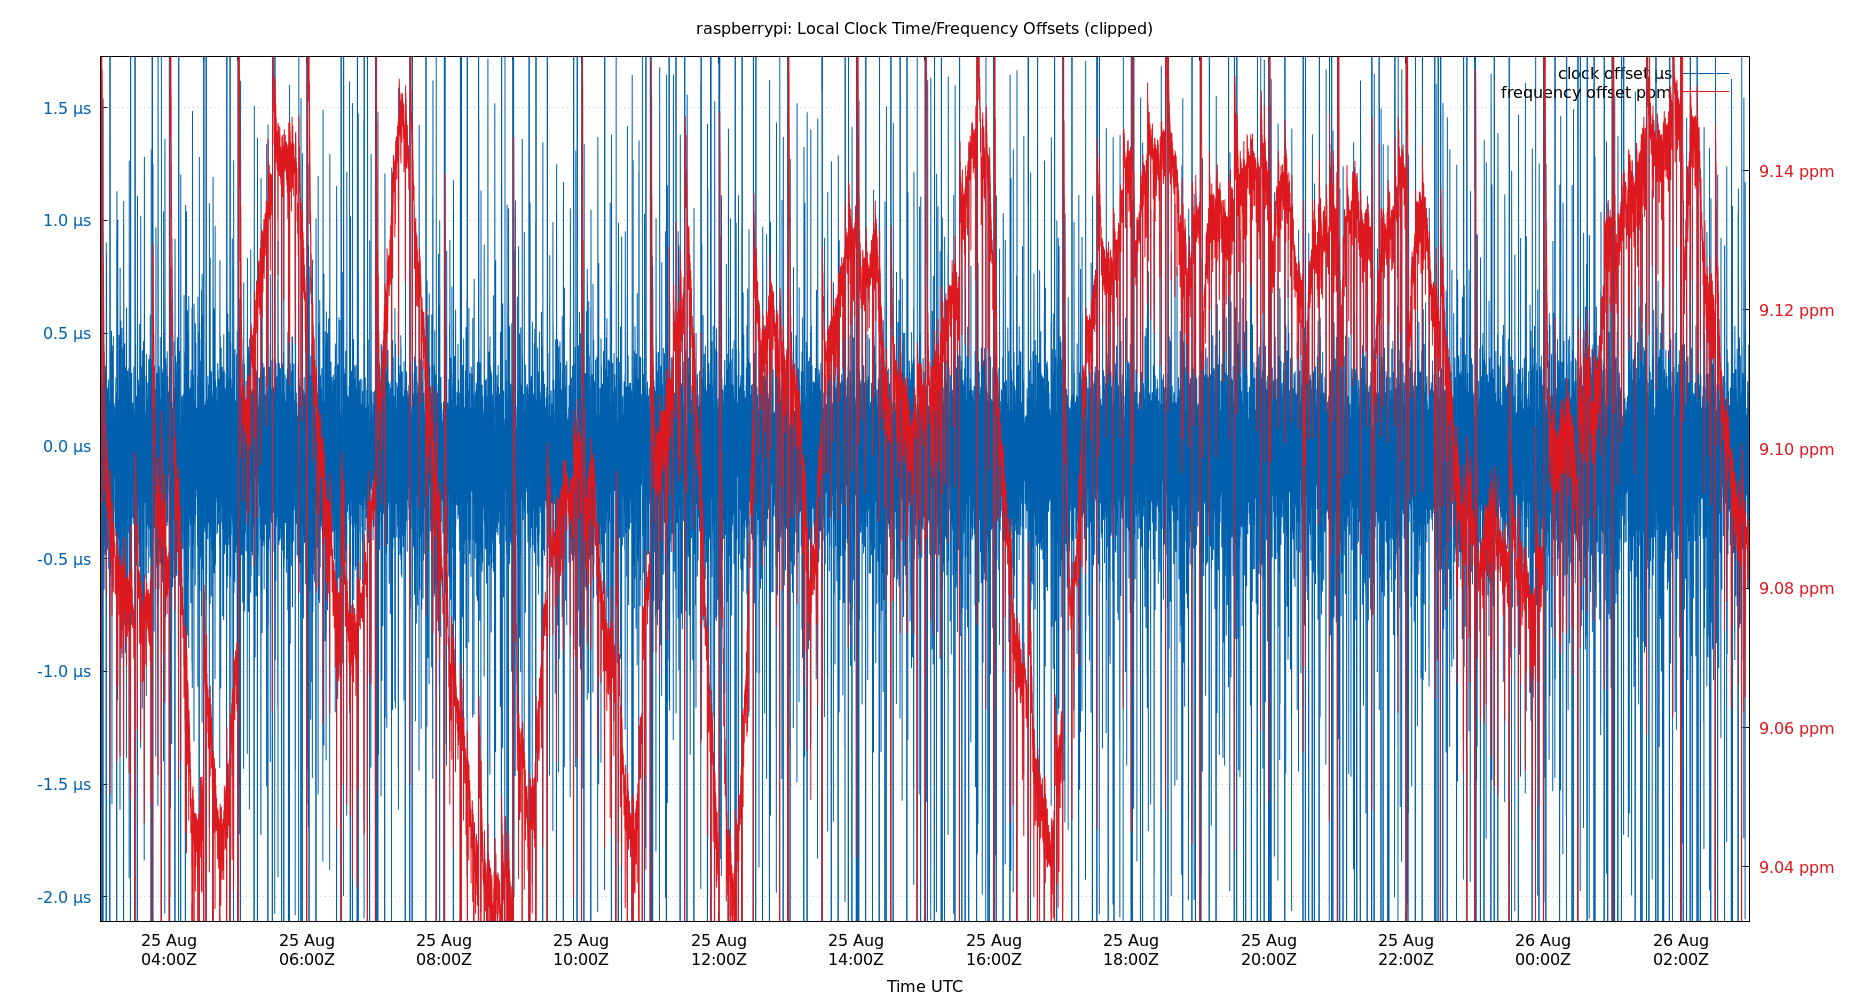 raspberrypi: Local Clock Time/Frequency Offsets (clipped)
clock offset µs
frequency offset ppm
1.5 µs
1.0 µs
0.5 µs
0.0 µs
-0.5 µs
-1.0 µs
-1.5 µs
-2.0 µs
9.14 ppm
9.12 ppm
9.10 ppm
9.08 ppm
9.06 ppm
9.04 ppm
25 Aug 25 Aug 25 Aug 25 Aug 25 Aug 25 Aug 25 Aug 25 Aug 25 Aug 25 Aug 26 Aug 26 Aug
04:00Z 06:00Z 08:00Z 10:00Z 12:00Z 14:00Z 16:00Z 18:00Z 20:00Z 22:00Z 00:00Z 02:00Z
Time UTC